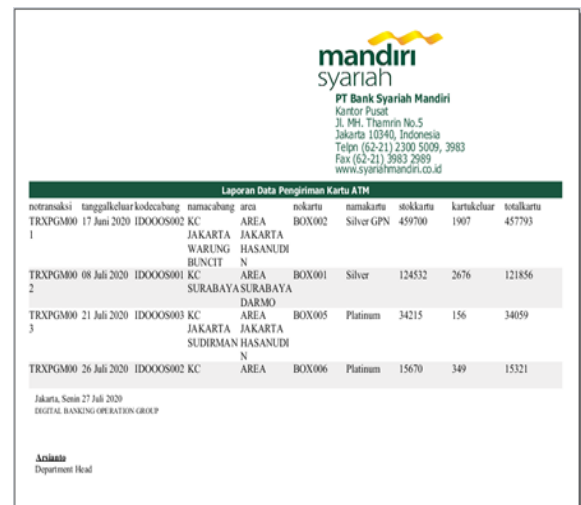 mandiri
syariah
PT Bank Syariah Mandiri
Kantor Pusat
Jl. MH. Thamrin No.5
Jakarta 10340, Indonesia
Telpn (62-21) 2300 5009, 3983
Fax (62-21) 3983 2989
www.syariahmandiri.co.id
Laporan Data Pengiriman Kartu ATM
notransaksi tanggalkeluar kodecabang namacabang area nokartu namakartu stokkartu kartukeluar totalkartu
TRXPGM00 17 Juni 2020 IDOOOS002 KC AREA BOX002 Silver GPN 459700 1907 457793
1 JAKARTA JAKARTA
WARUNG HASANUDI
BUNCIT N
TRXPGM00 08 Juli 2020 IDOOOS001 KC AREA BOX001 Silver 124532 2676 121856
2 SURABAYA SURABAYA
DARMO
TRXPGM00 21 Juli 2020 IDOOOS003 KC AREA BOX005 Platinum 34215 156 34059
3 JAKARTA JAKARTA
SUDIRMAN HASANUDI
N
TRXPGM00 26 Juli 2020 IDOOOS002 KC AREA BOX006 Platinum 15670 349 15321
Jakarta, Senin 27 Juli 2020
DIGITAL BANKING OPERATION GROUP
Arsianto
Department Head